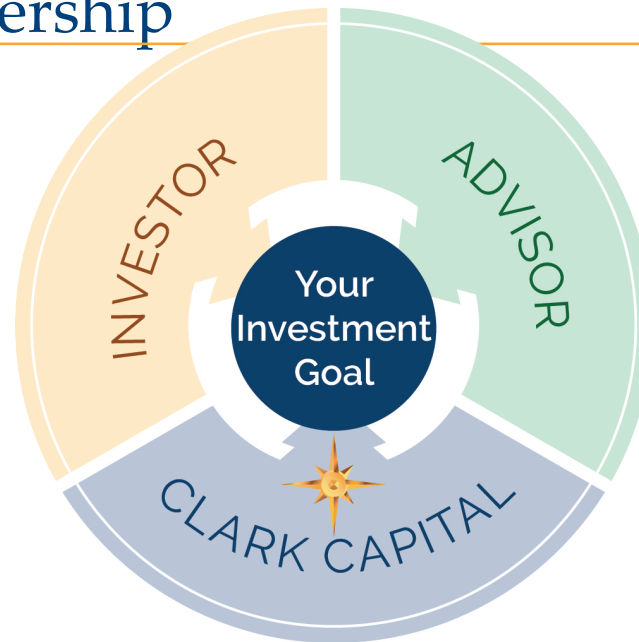 ership
INVESTOR
ADVISOR
Your
Investment
Goal
CLARK CAPITAL